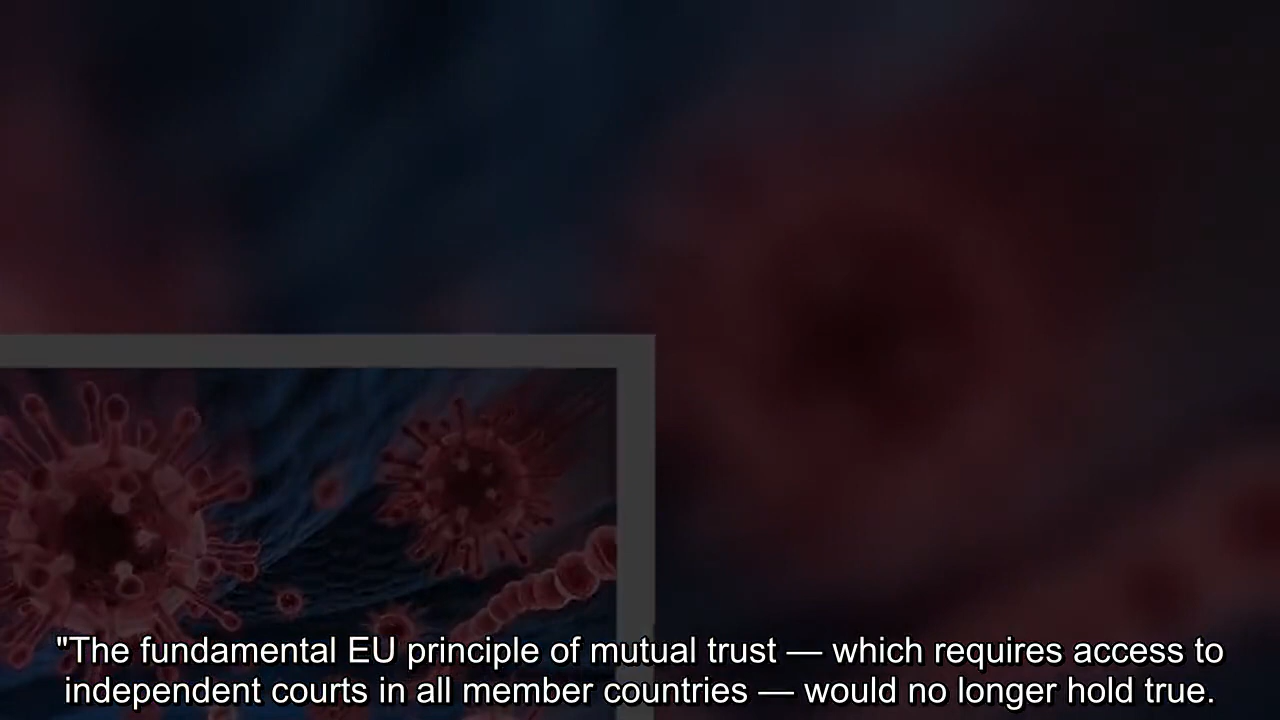 "The fundamental EU principle of mutual trust — which requires access to
independent courts in all member countries — would no longer hold true.